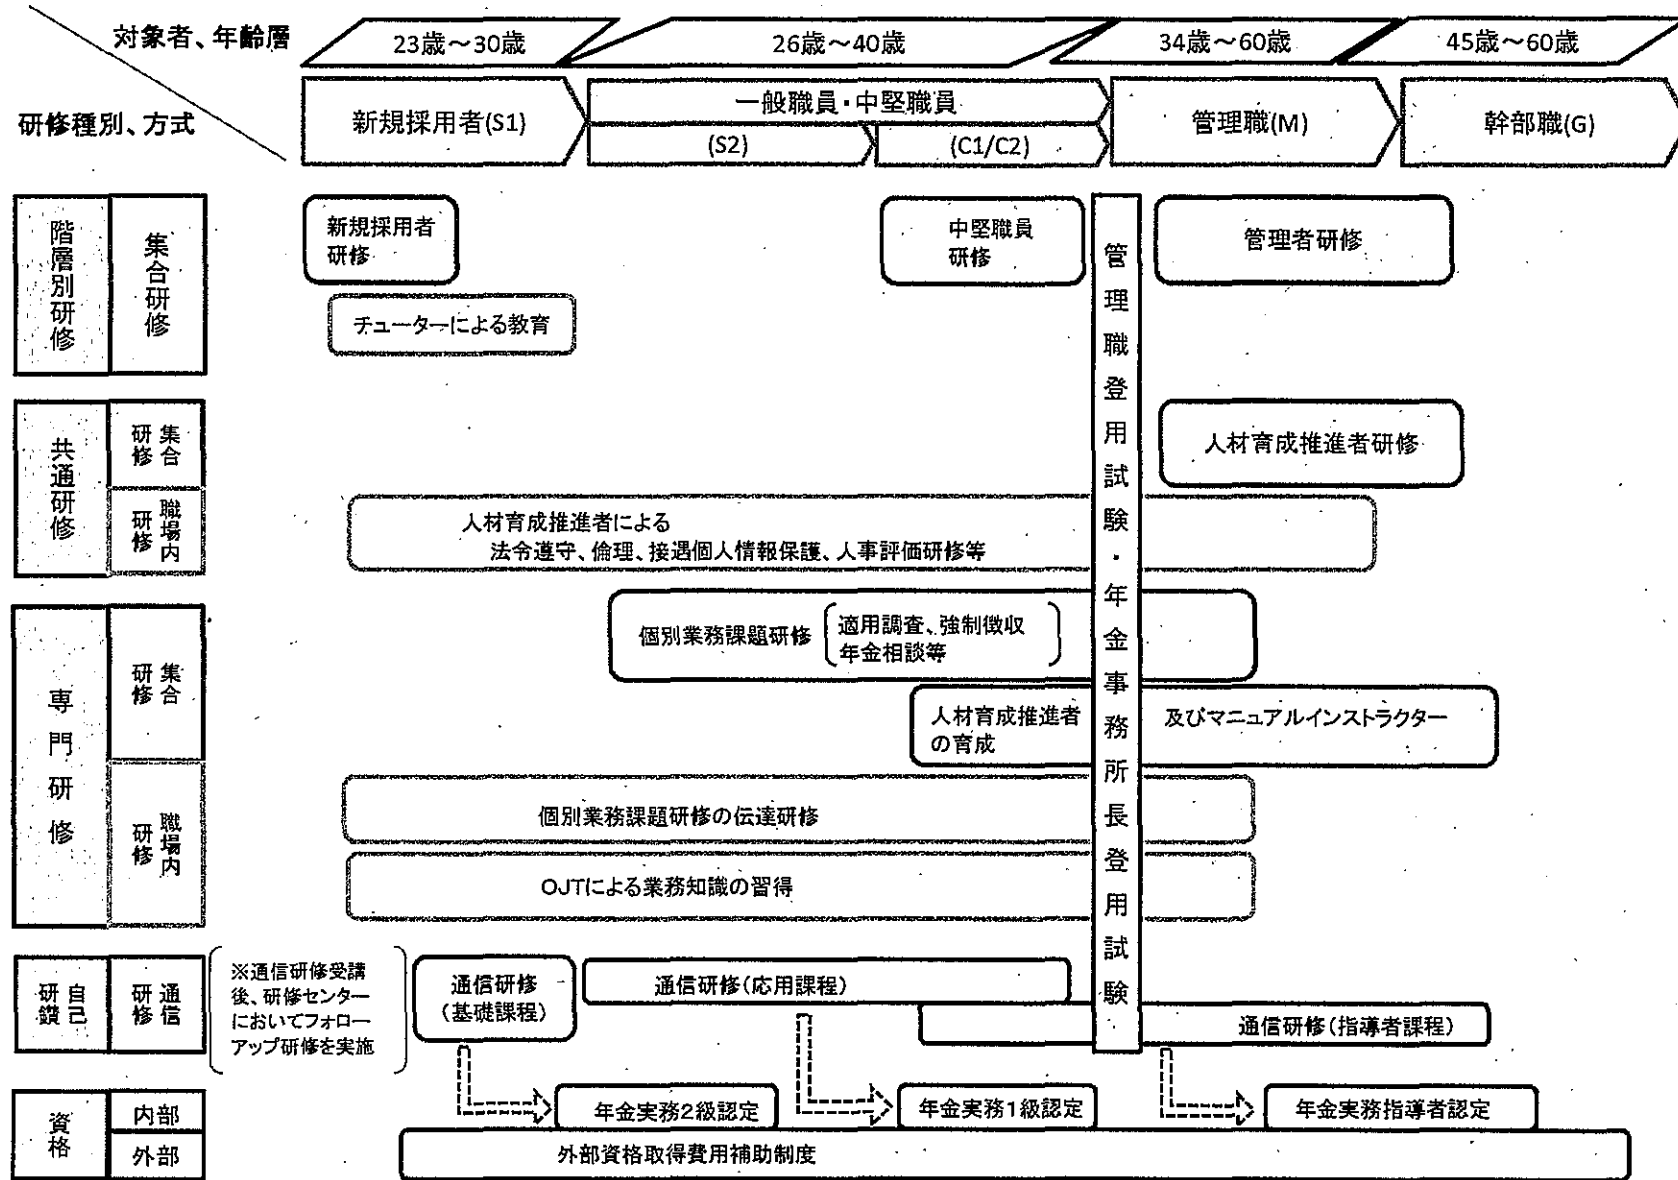 対象者、年齢層
23歳～30歳
26歳～40歳
34歳～60歳
45歳～60歳
研修種別、方式
新規採用者(S1)
一般職員・中堅職員
(S2)
(C1/C2)
管理職(M)
幹部職(G)
階層別研修
集合研修
新規採用者
研修
中堅職員
研修
管理者研修
チューターによる教育
管理職登用試験・年金事務所長登用試験
共通研修
集合
研修
人材育成推進者研修
職場内
研修
人材育成推進者による
法令遵守、倫理、接遇個人情報保護、人事評価研修等
専門研修
集合
研修
個別業務課題研修
適用調査、強制徴収
年金相談等
人材育成推進者
の育成
及びマニュアルインストラクター
職場内
研修
個別業務課題研修の伝達研修
OJTによる業務知識の習得
自己
研鑽
通信
研修
※通信研修受講
後、研修センター
においてフォロー
アップ研修を実施
通信研修
(基礎課程)
通信研修(応用課程)
通信研修(指導者課程)
資格
内部
年金実務2級認定
年金実務1級認定
年金実務指導者認定
外部
外部資格取得費用補助制度